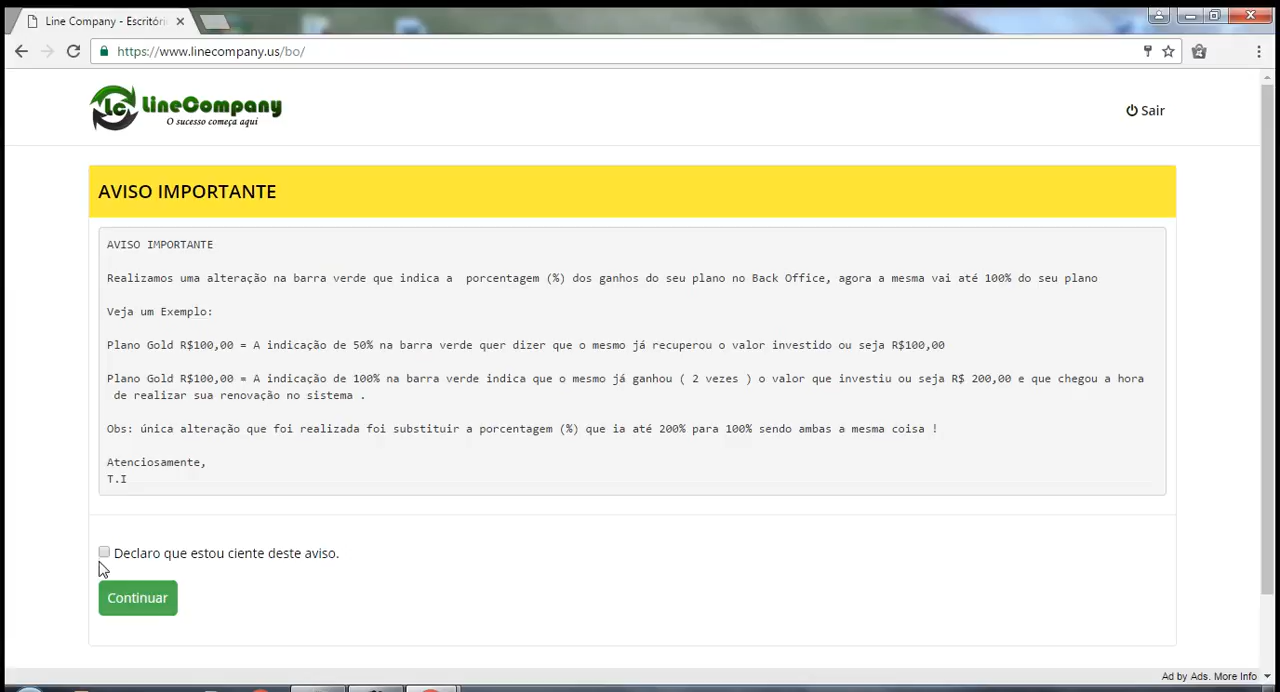 Line Company - Escritóri
https://www.linecompany.us/bo/
Lc LineCompany
O sucesso começa aqui
Sair
AVISO IMPORTANTE
AVISO IMPORTANTE
Realizamos uma alteração na barra verde que indica a  porcentagem (%) dos ganhos do seu plano no Back Office, agora a mesma vai até 100% do seu plano
Veja um Exemplo:
Plano Gold R$100,00 = A indicação de 50% na barra verde quer dizer que o mesmo já recuperou o valor investido ou seja R$100,00
Plano Gold R$100,00 = A indicação de 100% na barra verde indica que o mesmo já ganhou ( 2 vezes ) o valor que investiu ou seja R$ 200,00 e que chegou a hora
de realizar sua renovação no sistema .
Obs: única alteração que foi realizada foi substituir a porcentagem (%) que ia até 200% para 100% sendo ambas a mesma coisa !
Atenciosamente,
T.I
Declaro que estou ciente deste aviso.
Continuar
Ad by Ads. More Info